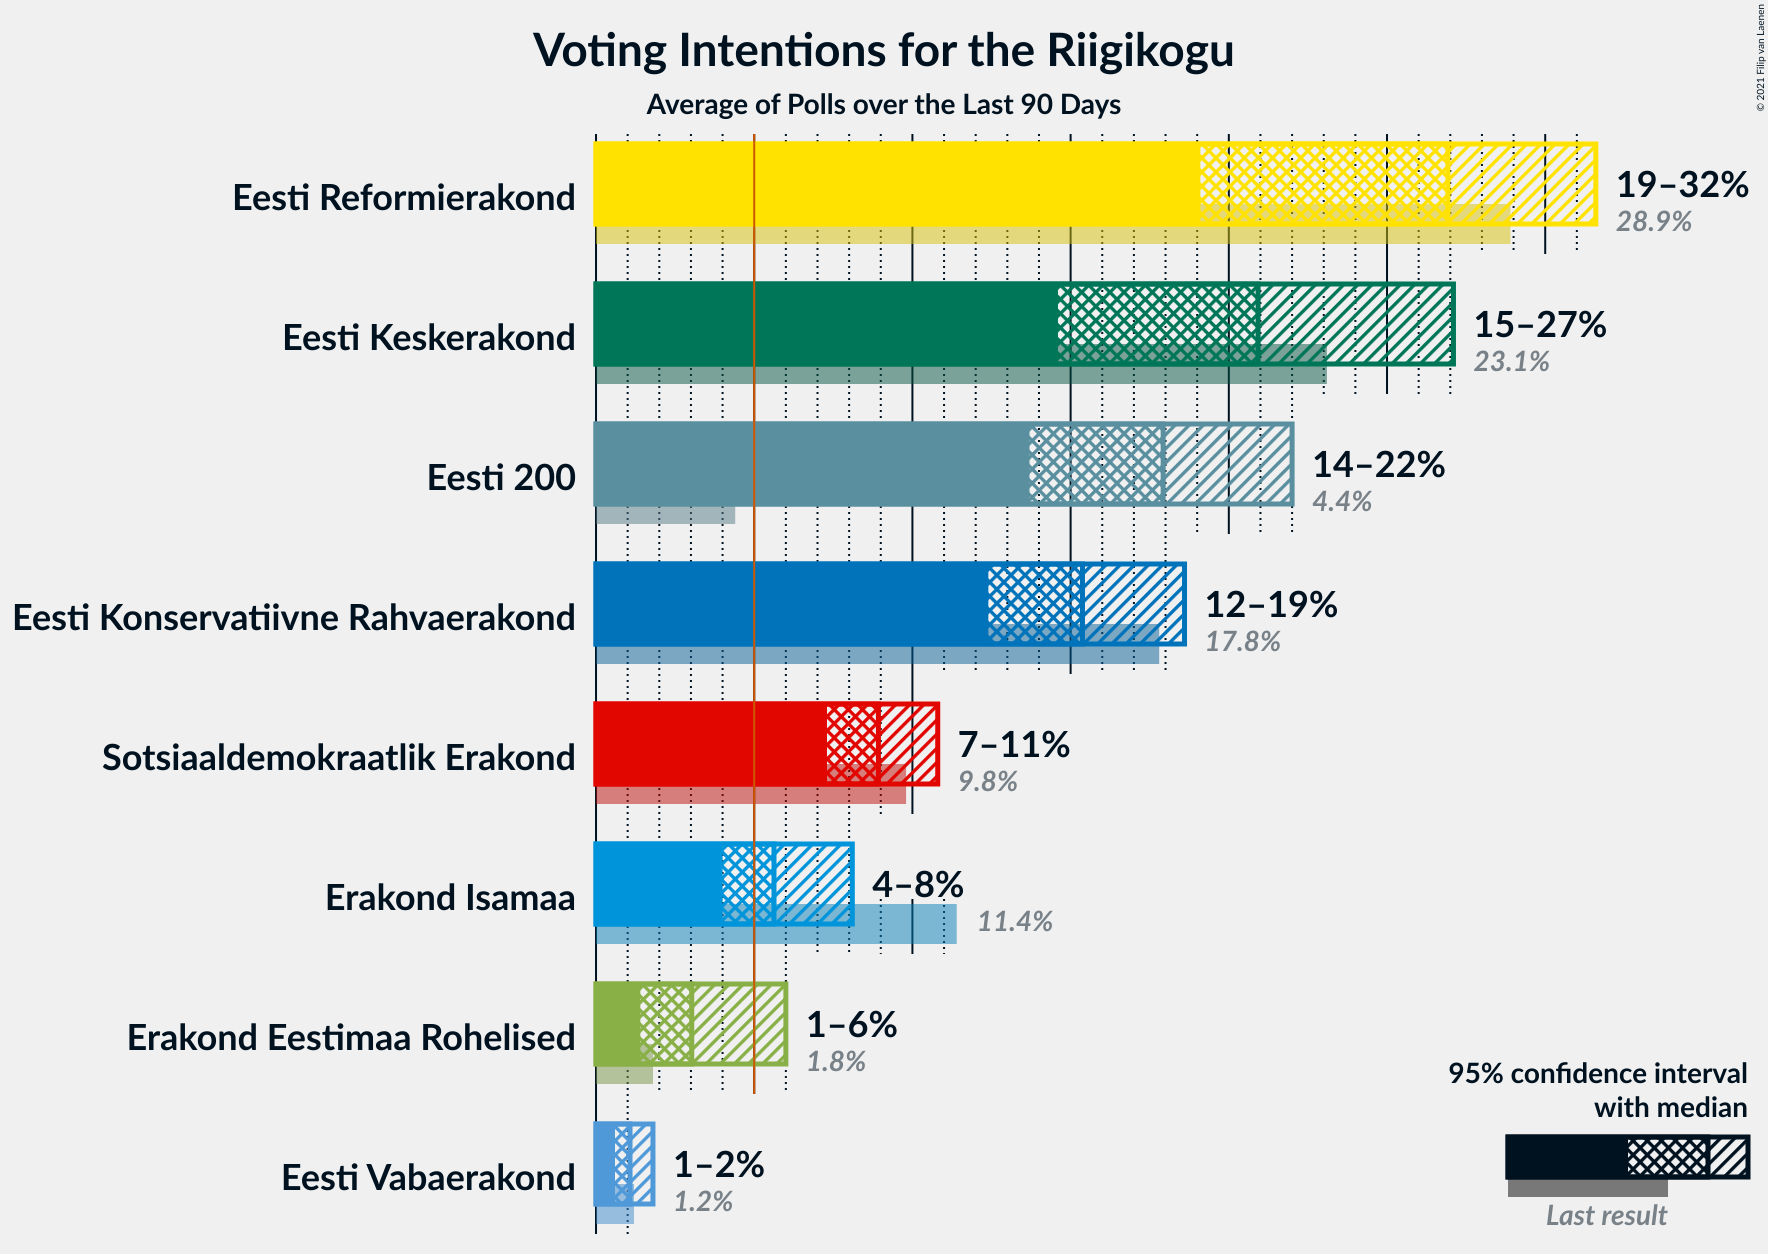 Voting Intentions for the Riigikogu
Average of Polls over the Last 90 Days
© 2021 Filip van Laenen
Eesti Reformierakond
19–32%
28.9%
Eesti Keskerakond
15–27%
23.1%
Eesti 200
14–22%
4.4%
Eesti Konservatiivne Rahvaerakond
12–19%
17.8%
Sotsiaaldemokraatlik Erakond
7–11%
9.8%
Erakond Isamaa
4–8%
11.4%
Erakond Eestimaa Rohelised
1–6%
1.8%
Eesti Vabaerakond
1–2%
1.2%
95% confidence interval
with median
Last result